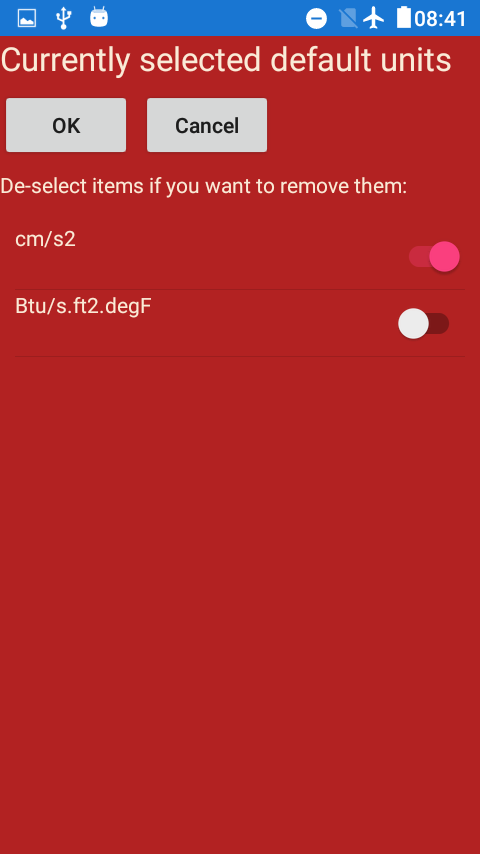 08:41
Currently selected default units
OK
Cancel
De-select items if you want to remove them:
cm/s2
Btu/s.ft2.degF